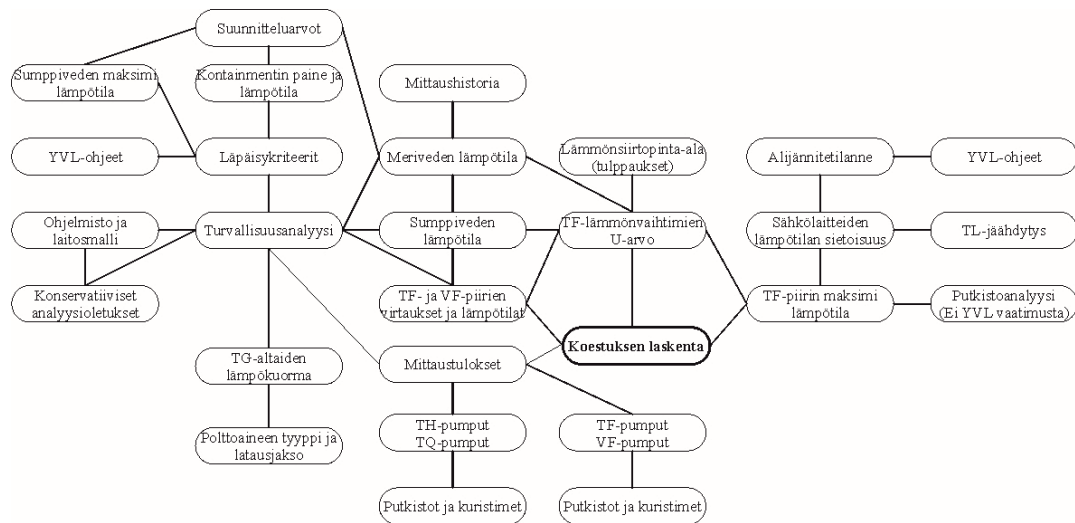 Suunnitteluarvot
Sumppiveden maksimi
lämpötila
Kontainmentin paine ja
lämpötila
Mittaushistoria
YVL-ohjeet
Läpäisykriteerit
Meriveden lämpötila
Lämmönsiirtopinta-ala
(tulppaukset)
Alijännitetilanne
YVL-ohjeet
Ohjelmisto ja
laitosmalli
Turvallisuusanalyysi
Sumppiveden
lämpötila
TF-lämmönvaihtimien
U-arvo
Sähkölaitteiden
lämpötilan sietoisuus
TL-jäähdytys
Konservatiiviset
analyysioletukset
TF- ja VF-piirien
virtaukset ja lämpötilat
TF-piirin maksimi
lämpötila
Putkistoanalyysi
(Ei YVL vaatimusta)
Koestuksen laskenta
TG-altaiden
lämpökuorma
Mittaustulokset
Polttoaineen tyyppi ja
latausjakso
TH-pumput
TQ-pumput
TF-pumput
VF-pumput
Putkistot ja kuristimet
Putkistot ja kuristimet